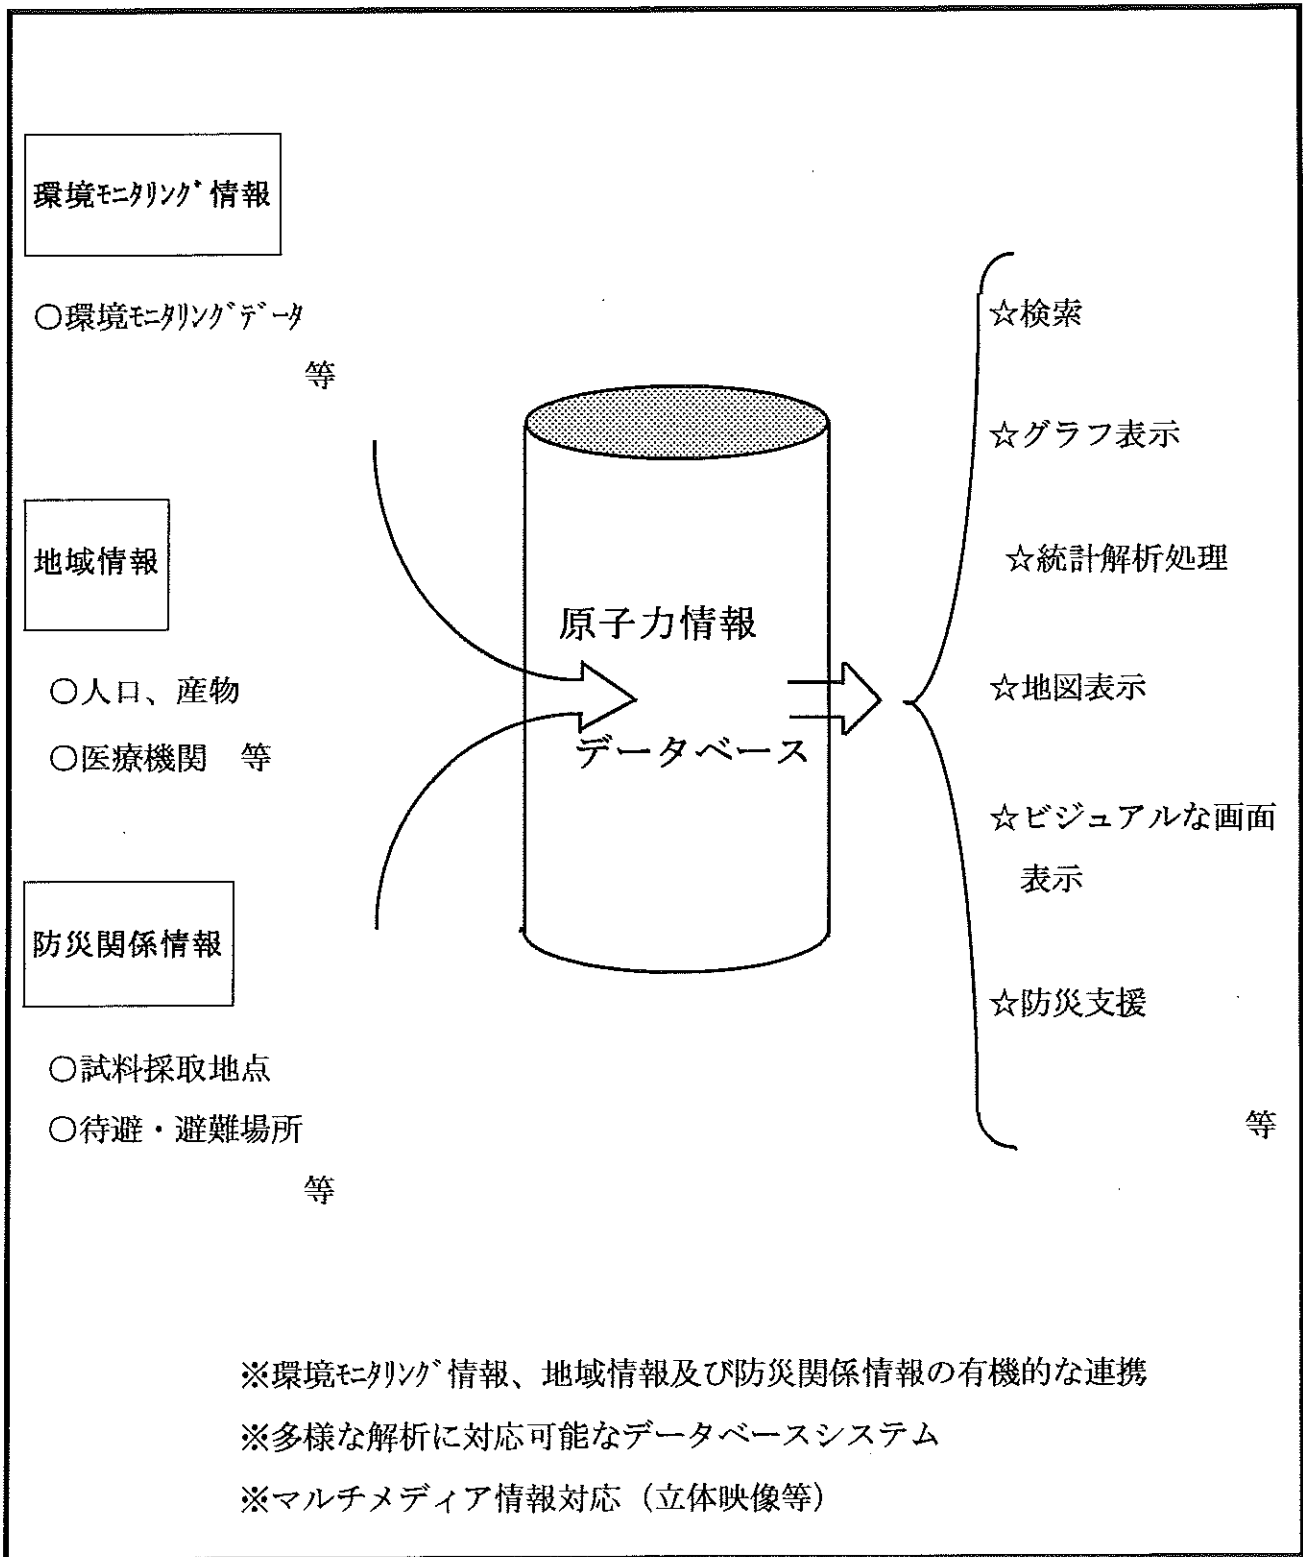 環境ﾓﾆﾀﾘﾝｸﾞ情報
○環境ﾓﾆﾀﾘﾝｸﾞﾃﾞｰﾀ
等
地域情報
○人口、産物
○医療機関　等
防災関係情報
○試料採取地点
○待避・避難場所
等
原子力情報
データベース
☆検索
☆グラフ表示
☆統計解析処理
☆地図表示
☆ビジュアルな画面
表示
☆防災支援
等
※環境ﾓﾆﾀﾘﾝｸﾞ情報、地域情報及び防災関係情報の有機的な連携
※多様な解析に対応可能なデータベースシステム
※マルチメディア情報対応（立体映像等）